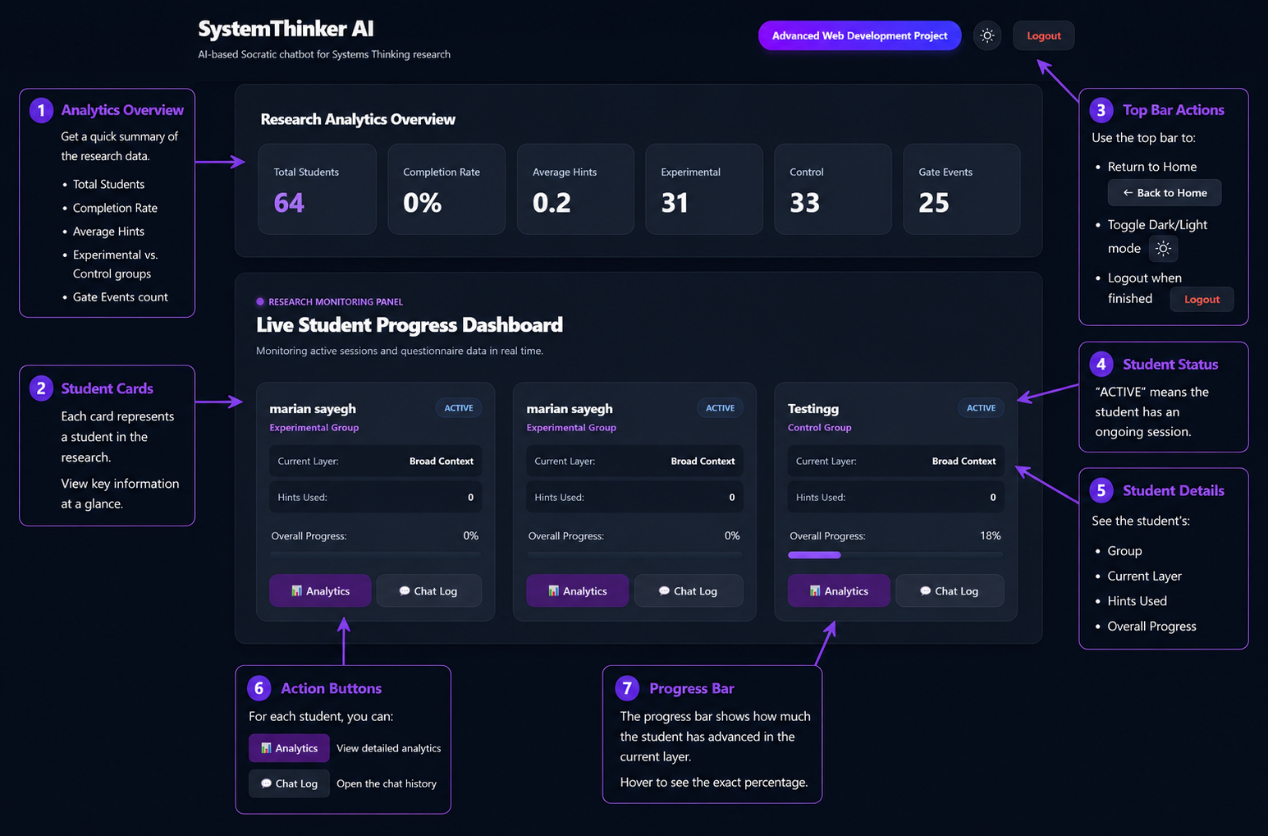 SystemThinker AI
AI-based Socratic chatbot for Systems Thinking research
Advanced Web Development Project
Logout
1 Analytics Overview
Get a quick summary of
the research data.
• Total Students
• Completion Rate
• Average Hints
• Experimental vs.
Control groups
• Gate Events count
Research Analytics Overview
Total Students
64
Completion Rate
0%
Average Hints
0.2
Experimental
31
Control
33
Gate Events
25
3 Top Bar Actions
Use the top bar to:
• Return to Home
← Back to Home
• Toggle Dark/Light
mode
• Logout when
finished Logout
2 Student Cards
Each card represents
a student in the
research.
View key information
at a glance.
RESEARCH MONITORING PANEL
Live Student Progress Dashboard
Monitoring active sessions and questionnaire data in real time.
marian sayegh ACTIVE
Experimental Group
Current Layer: Broad Context
Hints Used: 0
Overall Progress: 0%
Analytics Chat Log
marian sayegh ACTIVE
Experimental Group
Current Layer: Broad Context
Hints Used: 0
Overall Progress: 0%
Analytics Chat Log
Testingg ACTIVE
Control Group
Current Layer: Broad Context
Hints Used: 0
Overall Progress: 18%
Analytics Chat Log
4 Student Status
“ACTIVE” means the
student has an
ongoing session.
5 Student Details
See the student's:
• Group
• Current Layer
• Hints Used
• Overall Progress
6 Action Buttons
For each student, you can:
Analytics View detailed analytics
Chat Log Open the chat history
7 Progress Bar
The progress bar shows how much
the student has advanced in the
current layer.
Hover to see the exact percentage.